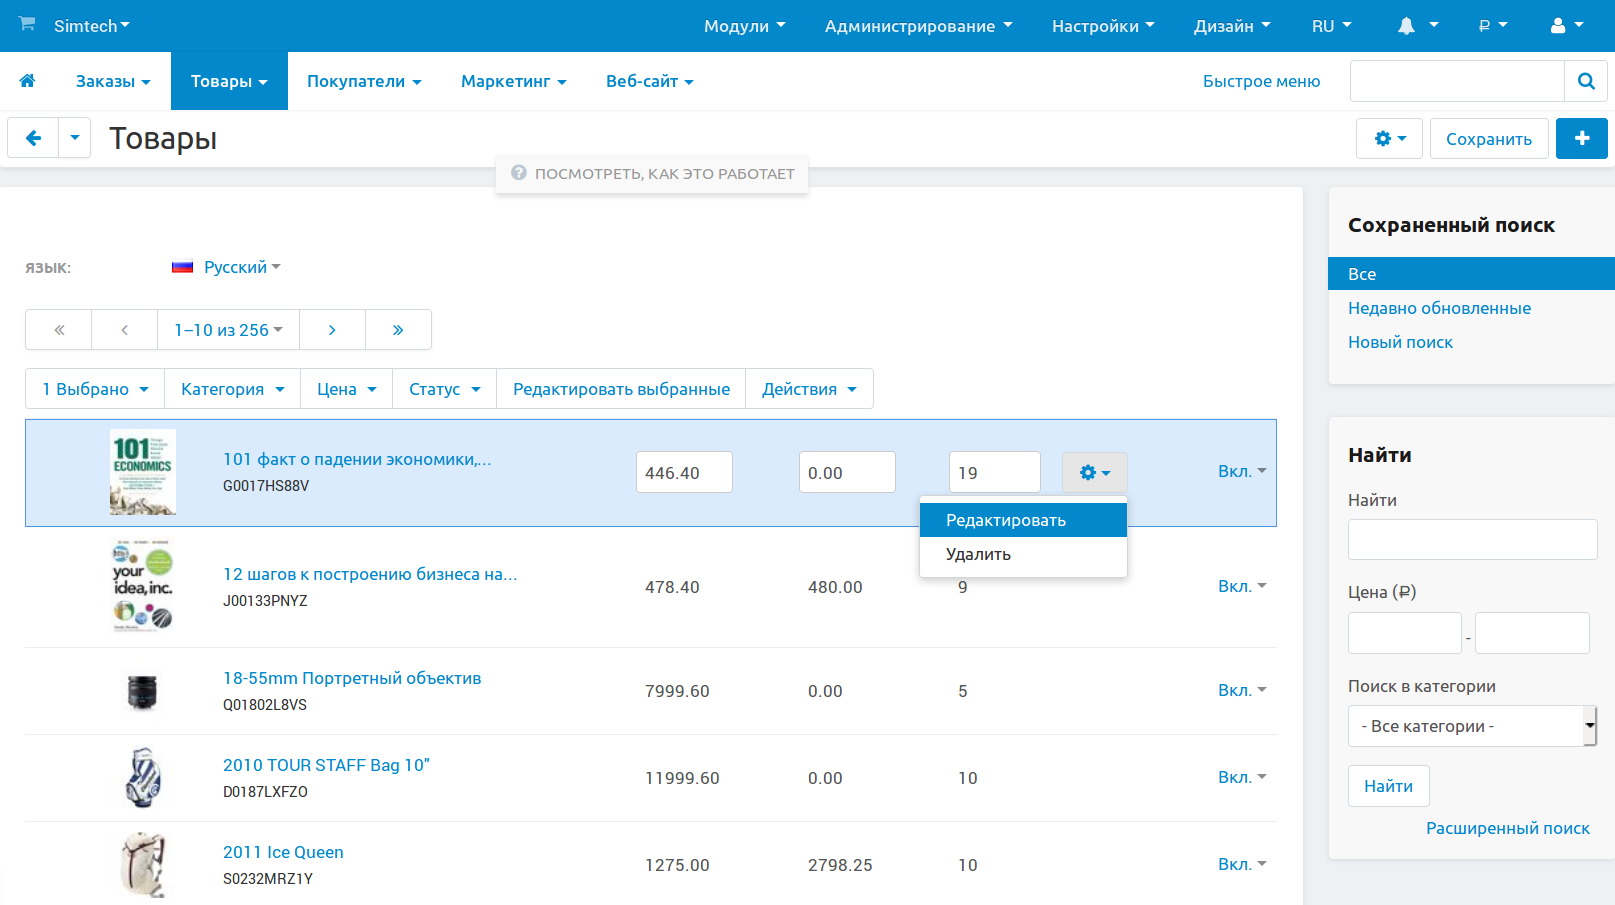 Simtech
Модули
Администрирование
Настройки
Дизайн
RU
₽
Заказы
Товары
Покупатели
Маркетинг
Веб-сайт
Быстрое меню
Товары
Сохранить
ПОСМОТРЕТЬ, КАК ЭТО РАБОТАЕТ
ЯЗЫК:
Русский
« ‹ 1–10 из 256 › »
1 Выбрано
Категория
Цена
Статус
Редактировать выбранные
Действия
101
ECONOMICS
101 факт о падении экономики,...
G0017HS88V
446.40
0.00
19
Вкл.
Редактировать
Удалить
your
idea, inc.
12 шагов к построению бизнеса на...
J00133PNYZ
478.40
480.00
9
Вкл.
18-55mm Портретный объектив
Q01802L8VS
7999.60
0.00
5
Вкл.
2010 TOUR STAFF Bag 10"
D0187LXFZO
11999.60
0.00
10
Вкл.
2011 Ice Queen
S0232MRZ1Y
1275.00
2798.25
10
Вкл.
Сохраненный поиск
Все
Недавно обновленные
Новый поиск
Найти
Найти
Цена (₽)
-
Поиск в категории
- Все категории -
Найти
Расширенный поиск